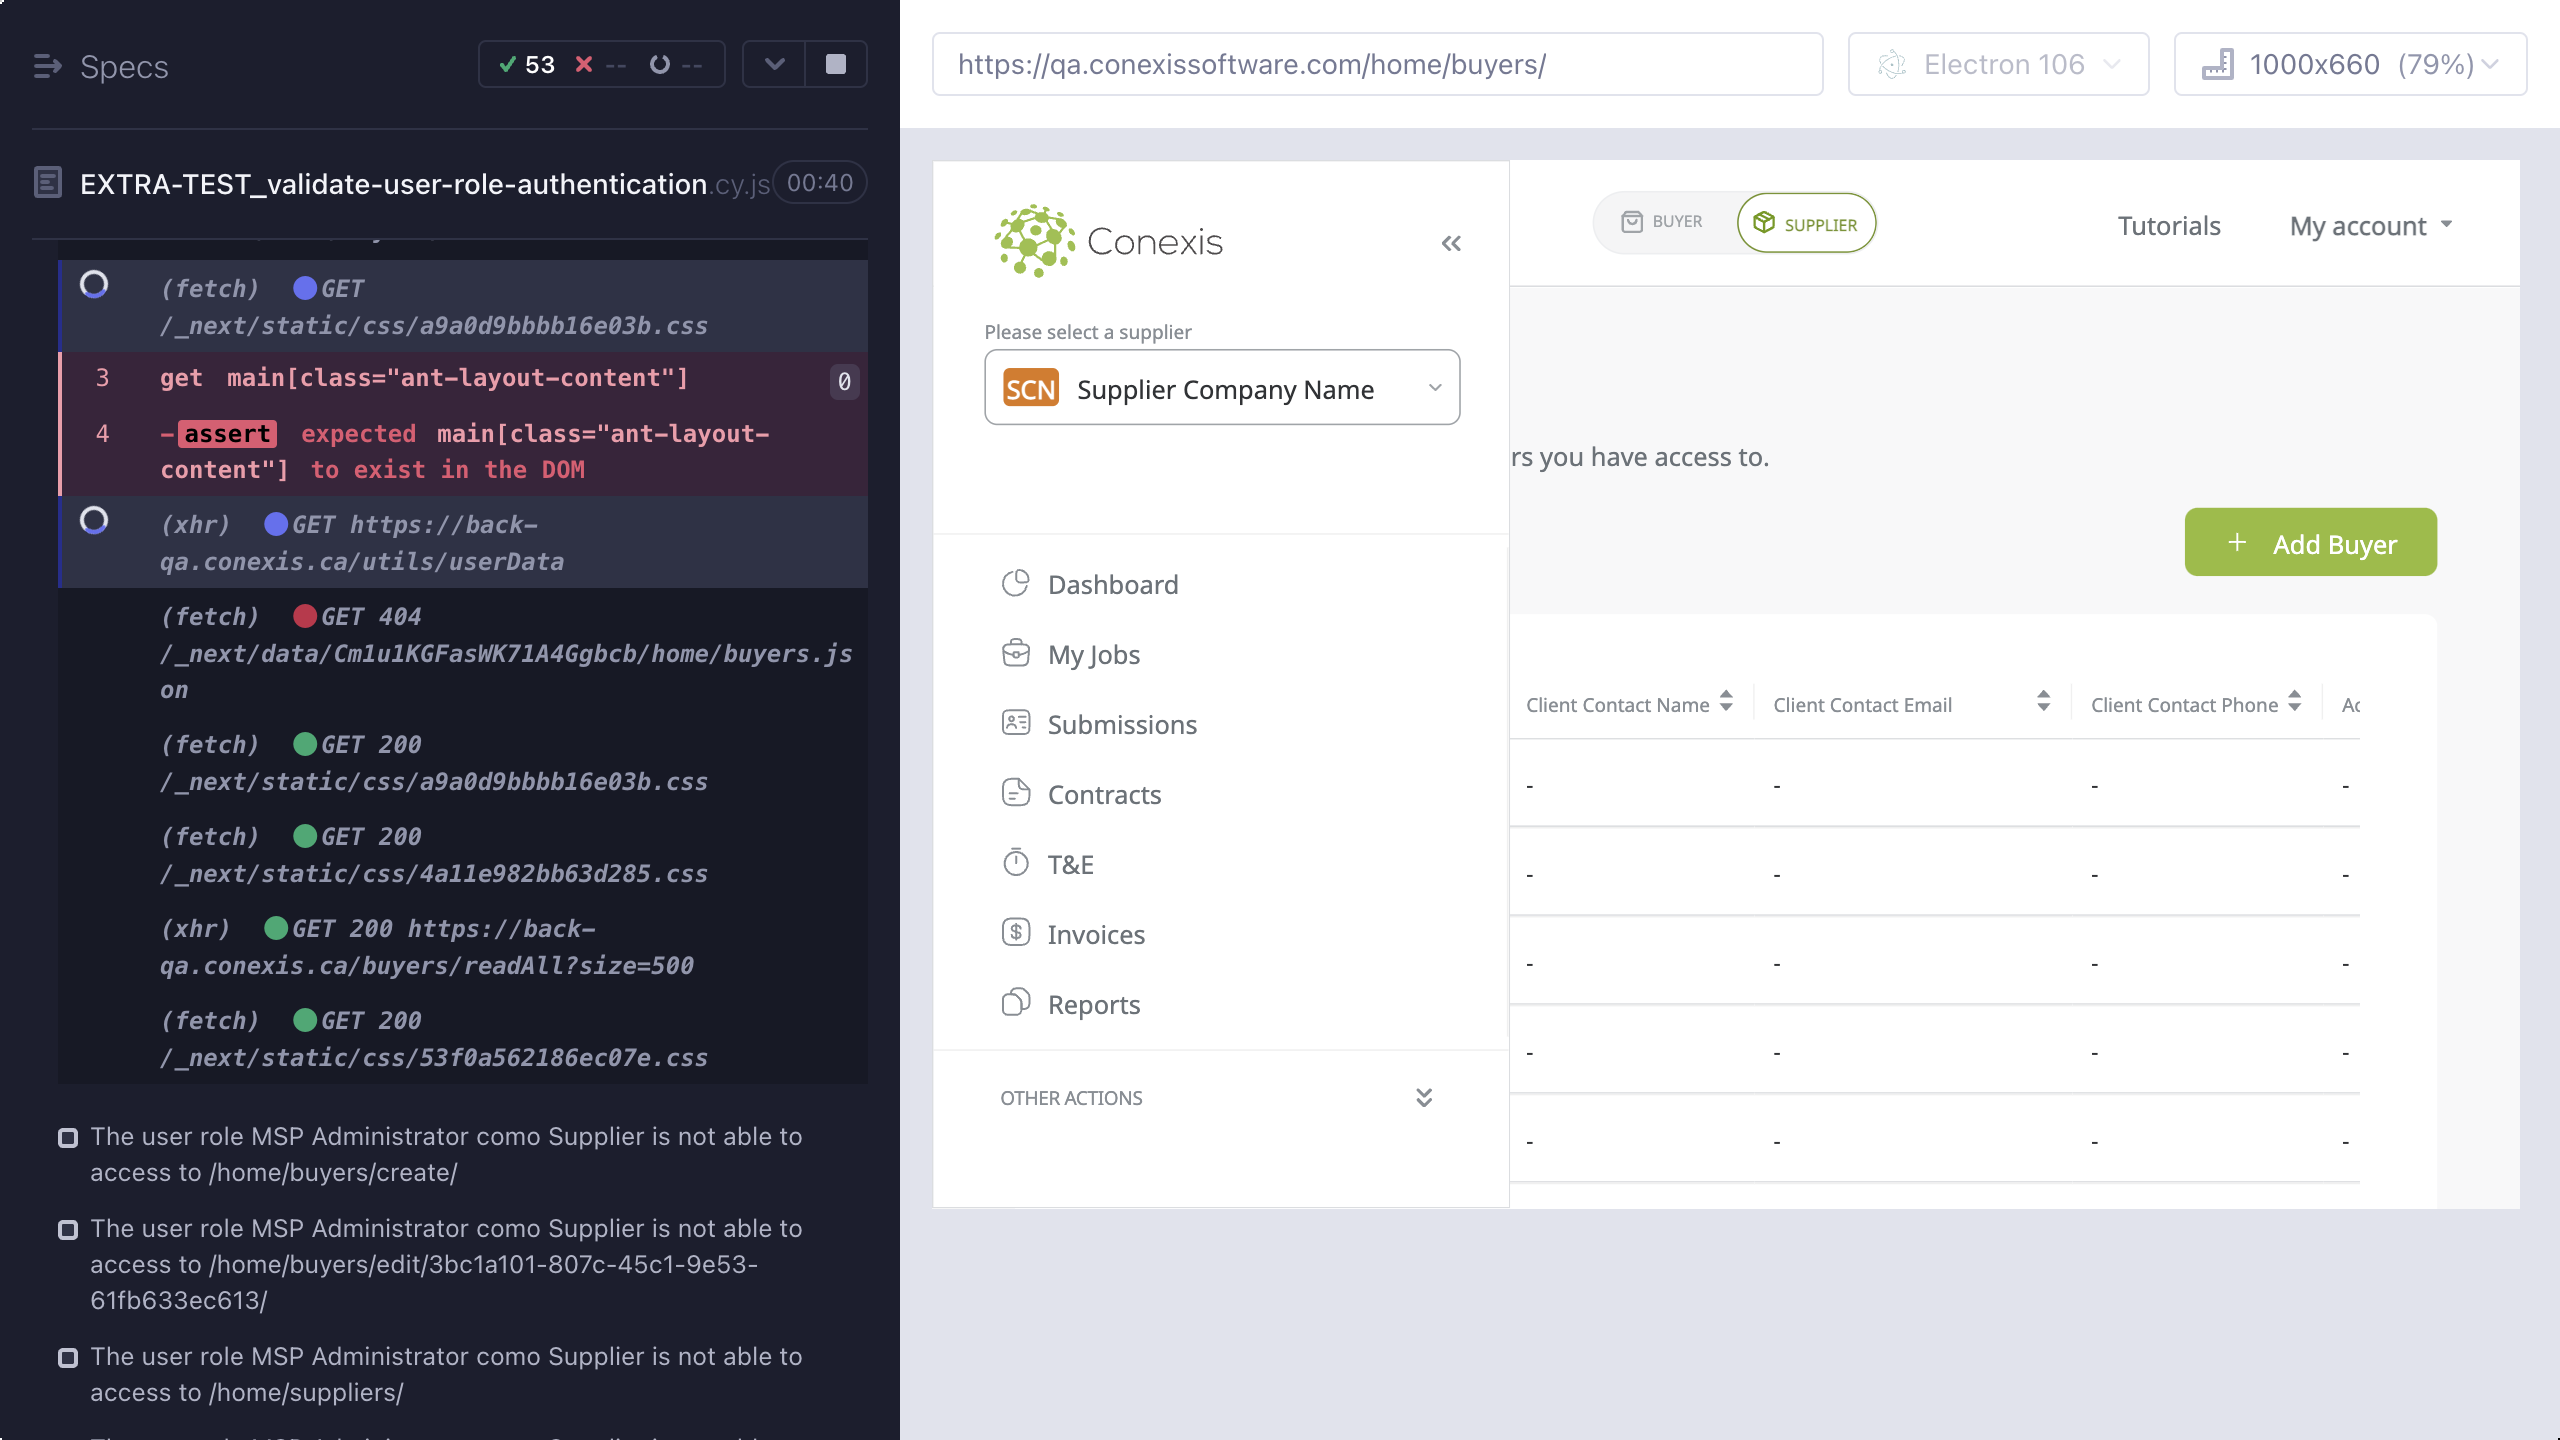 Specs
53 -- --
EXTRA-TEST_validate-user-role-authentication.cy.js 00:40
(fetch) GET
/_next/static/css/a9a0d9bbbb16e03b.css
3 get main[class="ant-layout-content"] 0
4 -assert expected main[class="ant-layout-
content"] to exist in the DOM
(xhr) GET https://back-
qa.conexis.ca/utils/userData
(fetch) GET 404
/_next/data/Cm1u1KGFasWK71A4Ggbcb/home/buyers.js
on
(fetch) GET 200
/_next/static/css/a9a0d9bbbb16e03b.css
(fetch) GET 200
/_next/static/css/4a11e982bb63d285.css
(xhr) GET 200 https://back-
qa.conexis.ca/buyers/readAll?size=500
(fetch) GET 200
/_next/static/css/53f0a562186ec07e.css
The user role MSP Administrator como Supplier is not able to
access to /home/buyers/create/
The user role MSP Administrator como Supplier is not able to
access to /home/buyers/edit/3bc1a101-807c-45c1-9e53-
61fb633ec613/
The user role MSP Administrator como Supplier is not able to
access to /home/suppliers/
https://qa.conexissoftware.com/home/buyers/
Electron 106
1000x660 (79%)
Conexis
Please select a supplier
SCN Supplier Company Name
Dashboard
My Jobs
Submissions
Contracts
T&E
Invoices
Reports
OTHER ACTIONS
BUYER
SUPPLIER
Tutorials
My account
rs you have access to.
+ Add Buyer
Client Contact Name Client Contact Email Client Contact Phone Ac
- - - -
- - - -
- - - -
- - - -
- - - -